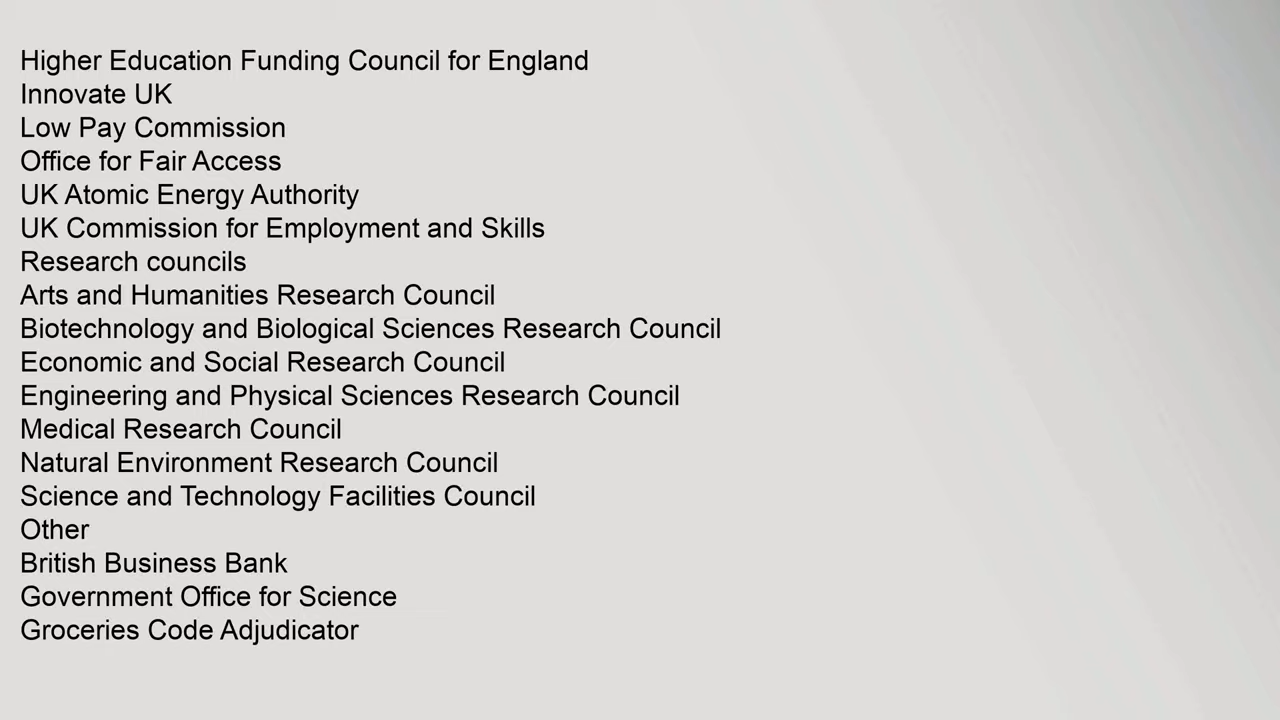 Higher Education Funding Council for England
Innovate UK
Low Pay Commission
Office for Fair Access
UK Atomic Energy Authority
UK Commission for Employment and Skills
Research councils
Arts and Humanities Research Council
Biotechnology and Biological Sciences Research Council
Economic and Social Research Council
Engineering and Physical Sciences Research Council
Medical Research Council
Natural Environment Research Council
Science and Technology Facilities Council
Other
British Business Bank
Government Office for Science
Groceries Code Adjudicator